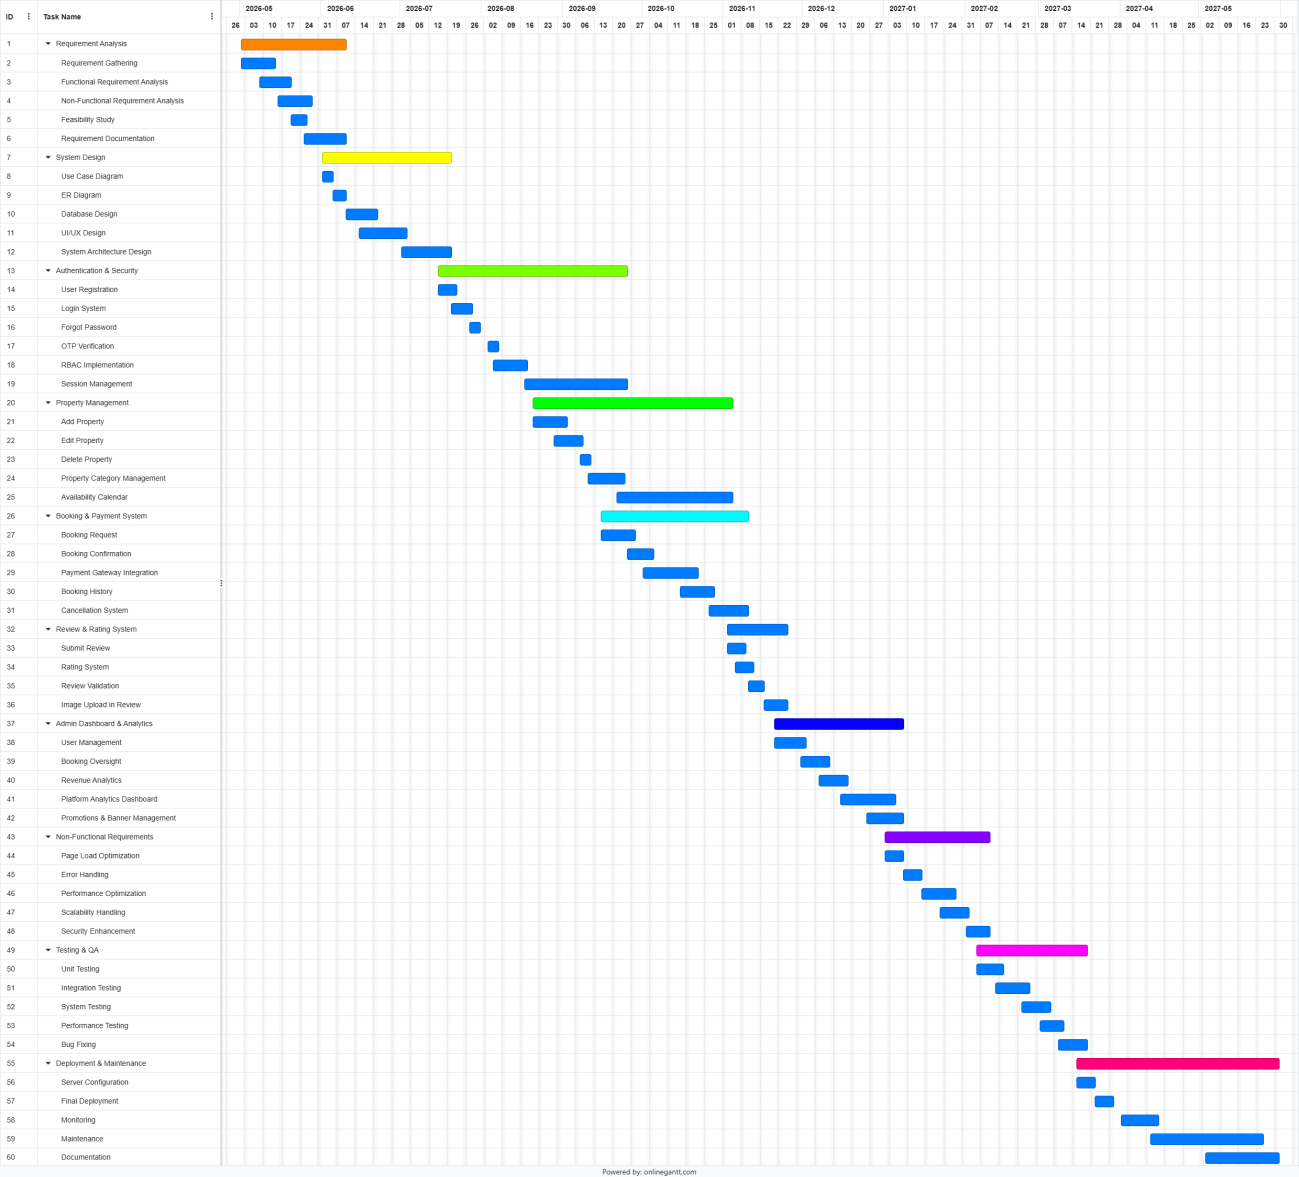 ID Task Name 2026-05 2026-06 2026-07 2026-08 2026-09 2026-10 2026-11 2026-12 2027-01 2027-02 2027-03 2027-04 2027-05
26 03 10 17 24 31 07 14 21 28 05 12 19 26 02 09 16 23 30 06 13 20 27 04 11 18 25 01 08 15 22 29 06 13 20 27 03 10 17 24 31 07 14 21 28 07 14 21 28 04 11 18 25 02 09 16 23 30
1 Requirement Analysis
2 Requirement Gathering
3 Functional Requirement Analysis
4 Non-Functional Requirement Analysis
5 Feasibility Study
6 Requirement Documentation
7 System Design
8 Use Case Diagram
9 ER Diagram
10 Database Design
11 UI/UX Design
12 System Architecture Design
13 Authentication & Security
14 User Registration
15 Login System
16 Forgot Password
17 OTP Verification
18 RBAC Implementation
19 Session Management
20 Property Management
21 Add Property
22 Edit Property
23 Delete Property
24 Property Category Management
25 Availability Calendar
26 Booking & Payment System
27 Booking Request
28 Booking Confirmation
29 Payment Gateway Integration
30 Booking History
31 Cancellation System
32 Review & Rating System
33 Submit Review
34 Rating System
35 Review Validation
36 Image Upload in Review
37 Admin Dashboard & Analytics
38 User Management
39 Booking Oversight
40 Revenue Analytics
41 Platform Analytics Dashboard
42 Promotions & Banner Management
43 Non-Functional Requirements
44 Page Load Optimization
45 Error Handling
46 Performance Optimization
47 Scalability Handling
48 Security Enhancement
49 Testing & QA
50 Unit Testing
51 Integration Testing
52 System Testing
53 Performance Testing
54 Bug Fixing
55 Deployment & Maintenance
56 Server Configuration
57 Final Deployment
58 Monitoring
59 Maintenance
60 Documentation
Powered by: onlinegantt.com